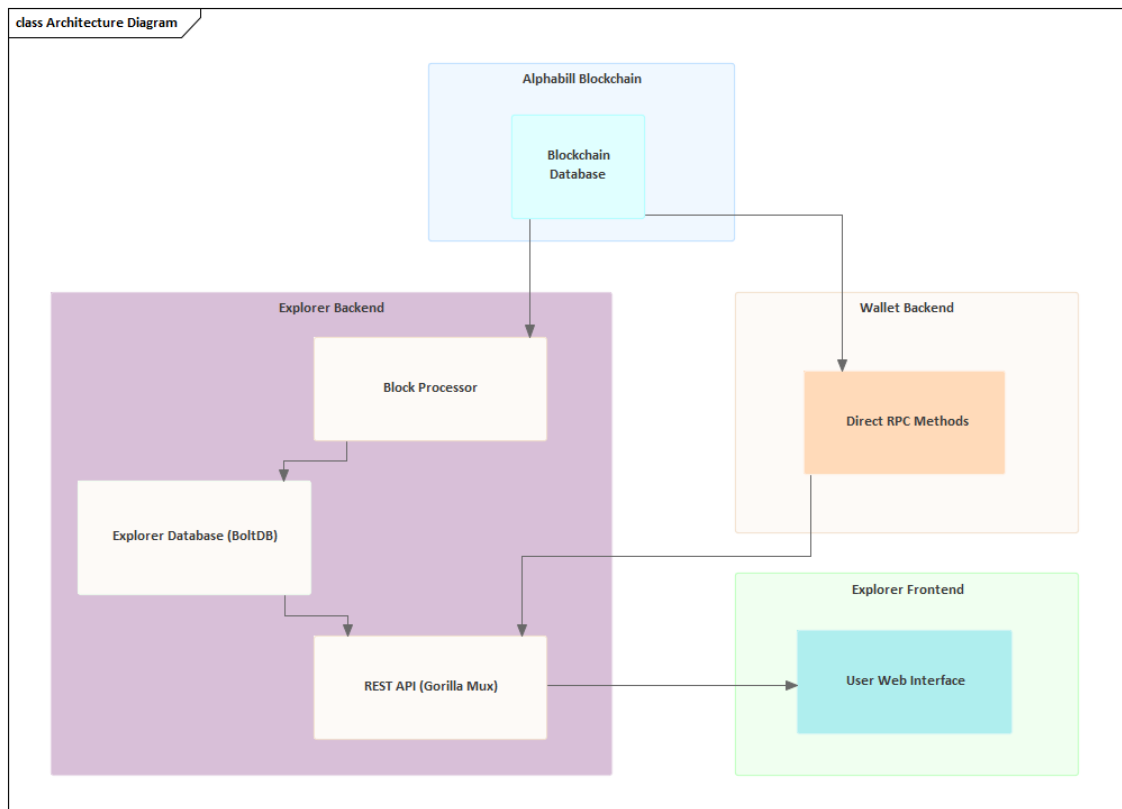 class Architecture Diagram
Alphabill Blockchain
Blockchain
Database
Explorer Backend
Wallet Backend
Block Processor
Direct RPC Methods
Explorer Database (BoltDB)
Explorer Frontend
REST API (Gorilla Mux)
User Web Interface